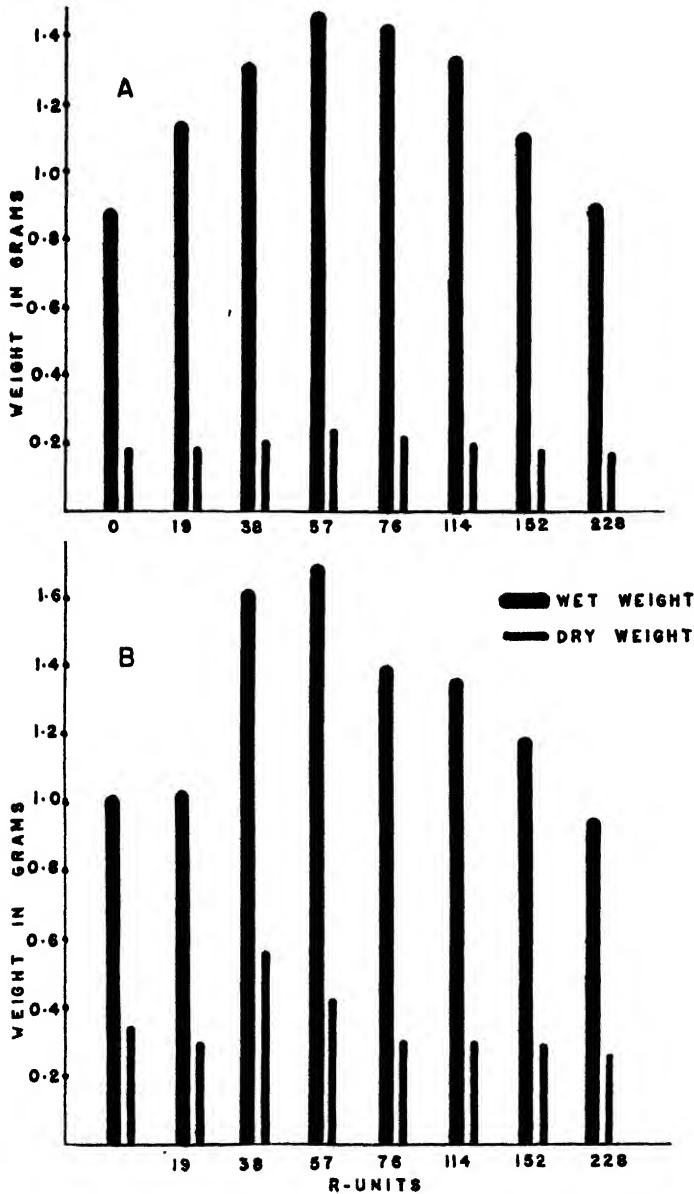 1.4
A
1.2
1.0
0.8
0.6
0.4
0.2
WEIGHT IN GRAMS
0 19 38 57 76 114 152 228
1.6
WET WEIGHT
DRY WEIGHT
1.4
B
1.2
1.0
0.8
0.6
0.4
0.2
WEIGHT IN GRAMS
19 38 57 76 114 152 228
R-UNITS